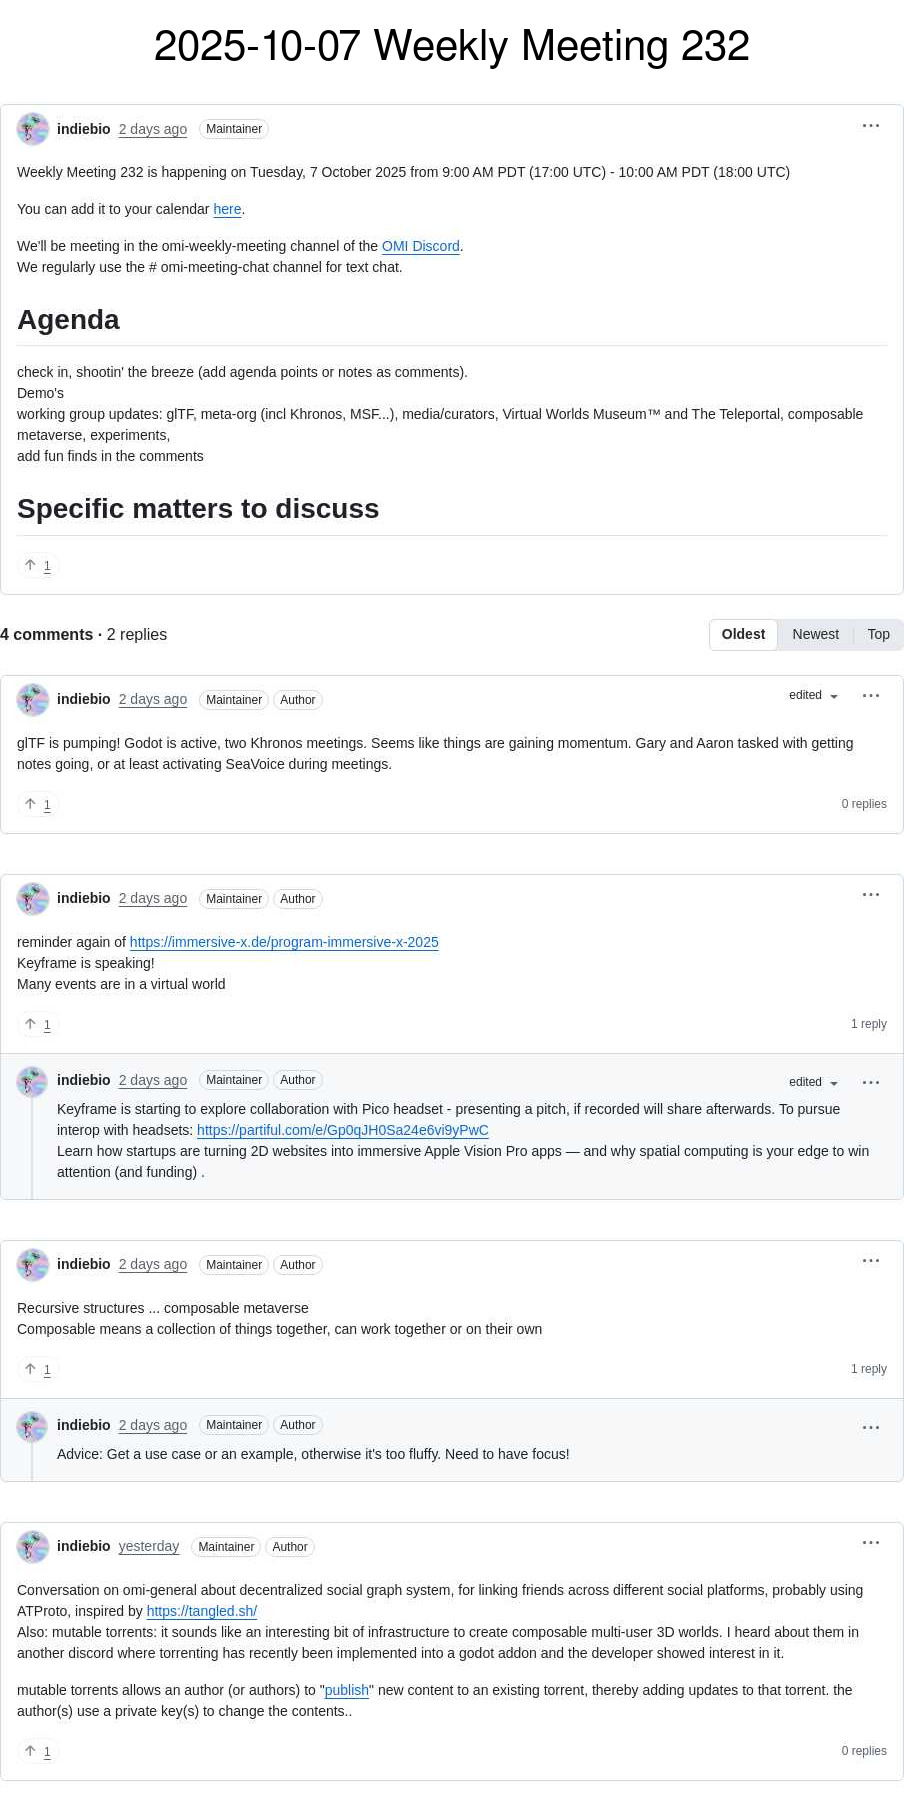 2025-10-07 Weekly Meeting 232
indiebio 2 days ago Maintainer
Weekly Meeting 232 is happening on Tuesday, 7 October 2025 from 9:00 AM PDT (17:00 UTC) - 10:00 AM PDT (18:00 UTC)
You can add it to your calendar here.
We'll be meeting in the omi-weekly-meeting channel of the OMI Discord.
We regularly use the # omi-meeting-chat channel for text chat.
Agenda
check in, shootin' the breeze (add agenda points or notes as comments).
Demo's
working group updates: glTF, meta-org (incl Khronos, MSF...), media/curators, Virtual Worlds Museum™ and The Teleportal, composable
metaverse, experiments,
add fun finds in the comments
Specific matters to discuss
1
4 comments · 2 replies Oldest Newest Top
indiebio 2 days ago Maintainer Author edited
glTF is pumping! Godot is active, two Khronos meetings. Seems like things are gaining momentum. Gary and Aaron tasked with getting
notes going, or at least activating SeaVoice during meetings.
1 0 replies
indiebio 2 days ago Maintainer Author
reminder again of https://immersive-x.de/program-immersive-x-2025
Keyframe is speaking!
Many events are in a virtual world
1 1 reply
indiebio 2 days ago Maintainer Author edited
Keyframe is starting to explore collaboration with Pico headset - presenting a pitch, if recorded will share afterwards. To pursue
interop with headsets: https://partiful.com/e/Gp0qJH0Sa24e6vi9yPwC
Learn how startups are turning 2D websites into immersive Apple Vision Pro apps — and why spatial computing is your edge to win
attention (and funding) .
indiebio 2 days ago Maintainer Author
Recursive structures ... composable metaverse
Composable means a collection of things together, can work together or on their own
1 1 reply
indiebio 2 days ago Maintainer Author
Advice: Get a use case or an example, otherwise it's too fluffy. Need to have focus!
indiebio yesterday Maintainer Author
Conversation on omi-general about decentralized social graph system, for linking friends across different social platforms, probably using
ATProto, inspired by https://tangled.sh/
Also: mutable torrents: it sounds like an interesting bit of infrastructure to create composable multi-user 3D worlds. I heard about them in
another discord where torrenting has recently been implemented into a godot addon and the developer showed interest in it.
mutable torrents allows an author (or authors) to "publish" new content to an existing torrent, thereby adding updates to that torrent. the
author(s) use a private key(s) to change the contents..
1 0 replies